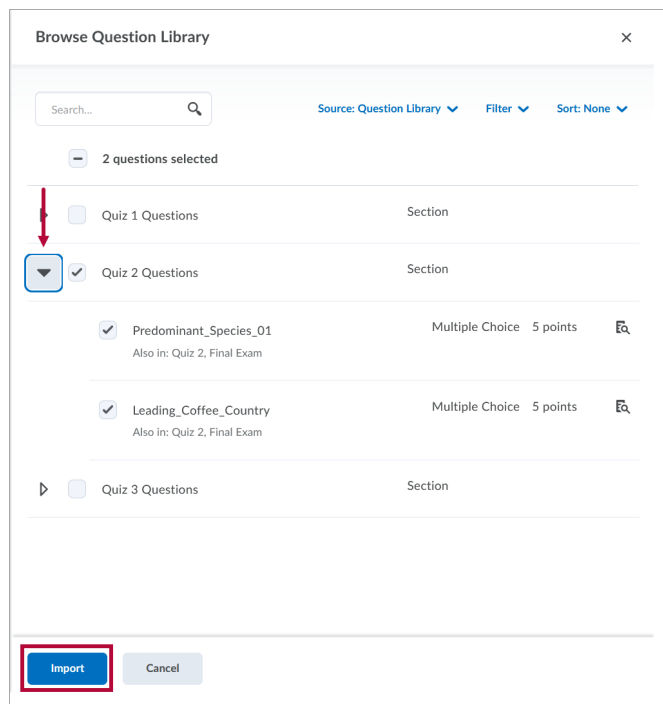 Browse Question Library
Search...
Source: Question Library Filter Sort: None
2 questions selected
Quiz 1 Questions Section
Quiz 2 Questions Section
Predominant_Species_01 Multiple Choice 5 points
Also in: Quiz 2, Final Exam
Leading_Coffee_Country Multiple Choice 5 points
Also in: Quiz 2, Final Exam
Quiz 3 Questions Section
Import Cancel